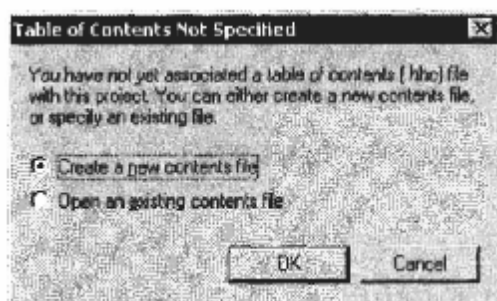 Table of Contents Not Specified
You have not yet associated a table of contents (.hhc) file
with this project. You can either create a new contents file,
or specify an existing file.
Create a new contents file
Open an existing contents file
OK Cancel